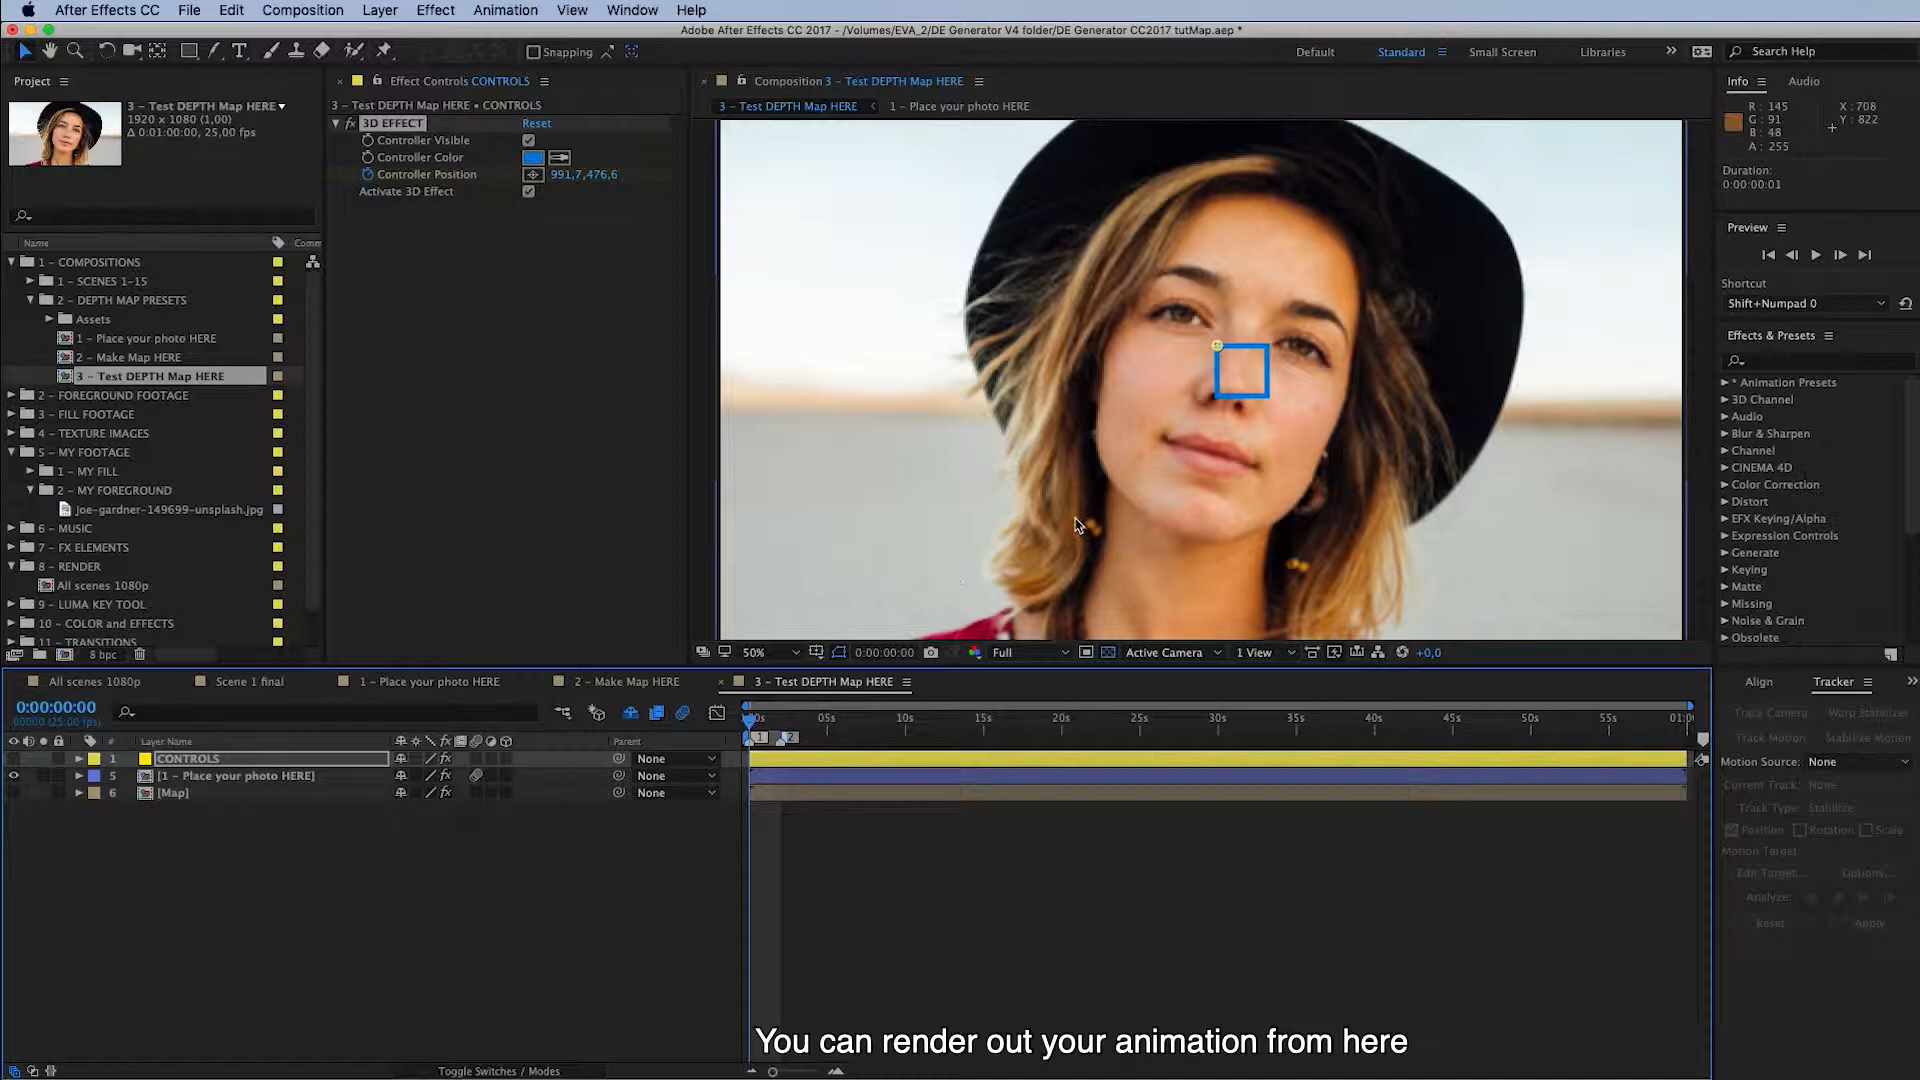 After Effects CC File Edit Composition Layer Effect Animation View Window Help
Adobe After Effects CC 2017 - /Volumes/EVA_2/DE Generator V4 folder/DE Generator CC2017 tutMap.aep *
Snapping Default Standard Small Screen Libraries Search Help
Project
3 - Test DEPTH Map HERE
1920 x 1080 (1,00)
Δ 0:01:00:00, 25,00 fps
Name Comm
1 - COMPOSITIONS
1 - SCENES 1-15
2 - DEPTH MAP PRESETS
Assets
1 - Place your photo HERE
2 - Make Map HERE
3 - Test DEPTH Map HERE
2 - FOREGROUND FOOTAGE
3 - FILL FOOTAGE
4 - TEXTURE IMAGES
5 - MY FOOTAGE
1 - MY FILL
2 - MY FOREGROUND
joe-gardner-149699-unsplash.jpg
6 - MUSIC
7 - FX ELEMENTS
8 - RENDER
All scenes 1080p
9 - LUMA KEY TOOL
10 - COLOR and EFFECTS
11 - TRANSITIONS
8 bpc
Effect Controls CONTROLS
3 - Test DEPTH Map HERE • CONTROLS
fx 3D EFFECT Reset
Controller Visible
Controller Color
Controller Position 991,7,476,6
Activate 3D Effect
Composition 3 - Test DEPTH Map HERE
3 - Test DEPTH Map HERE 1 - Place your photo HERE
50% 0:00:00:00 Full Active Camera 1 View +0,0
Info Audio
R : 145
G : 91
B : 48
A : 255
X : 708
Y : 822
Duration:
0:00:00:01
Preview
Shortcut
Shift+Numpad 0
Effects & Presets
* Animation Presets
3D Channel
Audio
Blur & Sharpen
Channel
CINEMA 4D
Color Correction
Distort
EFX Keying/Alpha
Expression Controls
Generate
Keying
Matte
Missing
Noise & Grain
Obsolete
All scenes 1080p Scene 1 final 1 - Place your photo HERE 2 - Make Map HERE 3 - Test DEPTH Map HERE
0:00:00:00
00000 (25.00 fps)
05s 10s 15s 20s 25s 30s 35s 40s 45s 50s 55s 01:0
# Layer Name fx Parent
1 2
1 CONTROLS None
5 [1 - Place your photo HERE] fx None
6 [Map] fx None
Toggle Switches / Modes
Align Tracker
Track Camera Warp Stabilizer
Track Motion Stabilize Motion
Motion Source: None
Current Track: None
Track Type: Stabilize
Position Rotation Scale
Motion Target:
Edit Target... Options...
Analyze:
Reset Apply
You can render out your animation from here